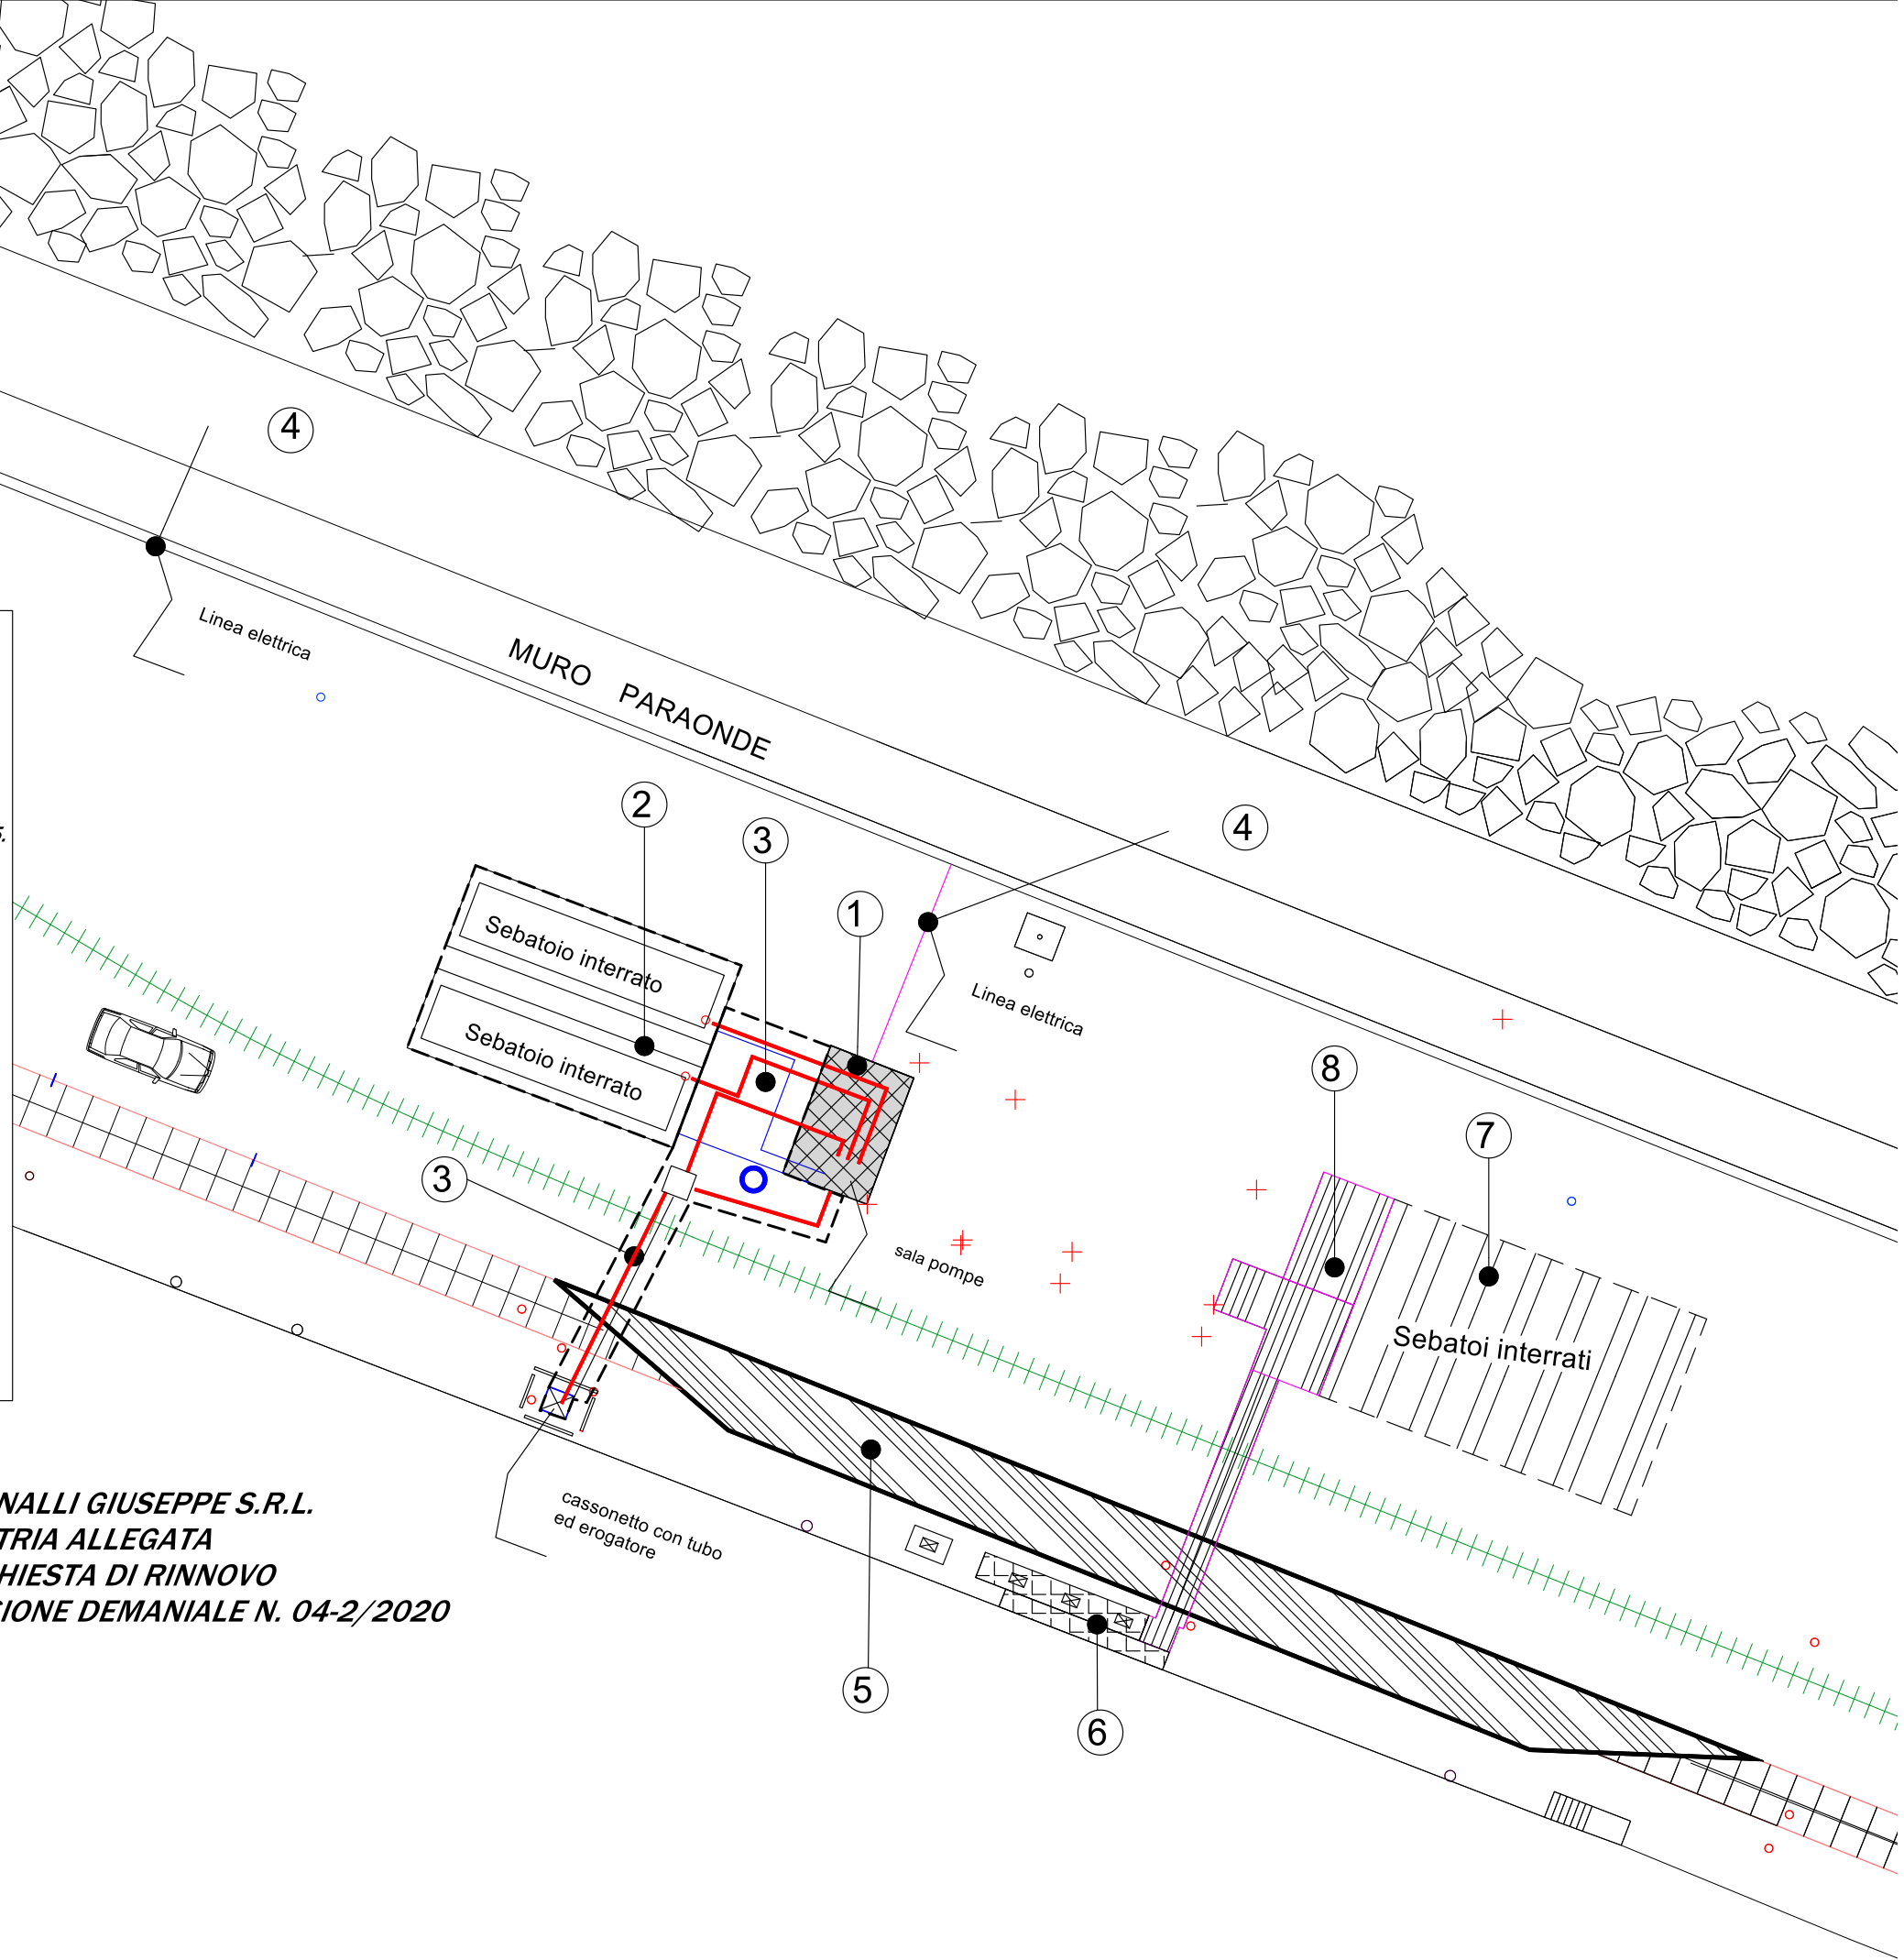 4
Linea elettrica
MURO PARAONDE
2
3
4
1
Sebatoio interrato
Linea elettrica
Sebatoio interrato
8
7
3
sala pompe
Sebatoi interrati
cassonetto con tubo
ed erogatore
NALLI GIUSEPPE S.R.L.
TRIA ALLEGATA
HIESTA DI RINNOVO
IONE DEMANIALE N. 04-2/2020
5
6